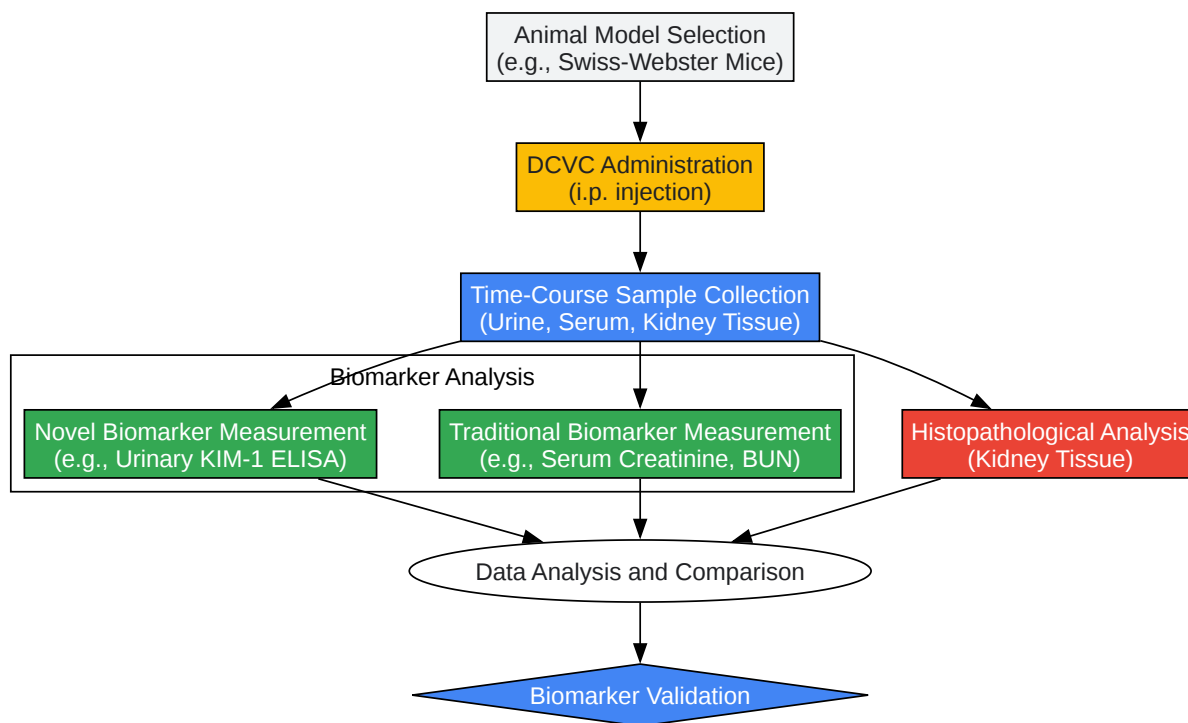 Animal Model Selection
(e.g., Swiss-Webster Mice)
DCVC Administration
(i.p. injection)
Time-Course Sample Collection
(Urine, Serum, Kidney Tissue)
Biomarker Analysis
Novel Biomarker Measurement
(e.g., Urinary KIM-1 ELISA)
Traditional Biomarker Measurement
(e.g., Serum Creatinine, BUN)
Histopathological Analysis
(Kidney Tissue)
Data Analysis and Comparison
Biomarker Validation